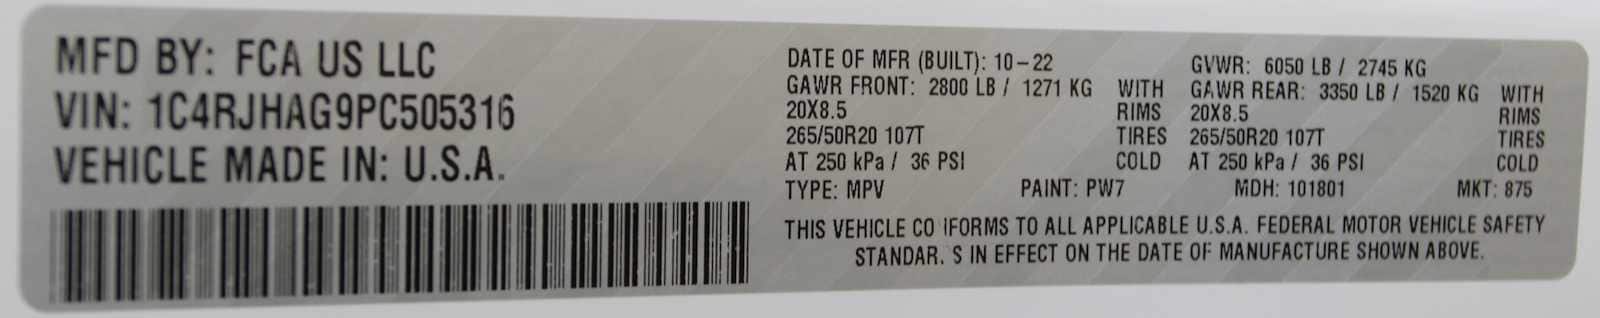 MFD BY: FCA US LLC
VIN: 1C4RJHAG9PC505316
VEHICLE MADE IN: U.S.A.
DATE OF MFR (BUILT): 10-22 GVWR: 6050 LB / 2745 KG
GAWR FRONT: 2800 LB / 1271 KG WITH GAWR REAR: 3350 LB / 1520 KG WITH
20X8.5 RIMS 20X8.5 RIMS
265/50R20 107T TIRES 265/50R20 107T TIRES
AT 250 kPa / 36 PSI COLD AT 250 kPa / 36 PSI COLD
TYPE: MPV PAINT: PW7 MDH: 101801 MKT: 875
THIS VEHICLE CO IFORMS TO ALL APPLICABLE U.S.A. FEDERAL MOTOR VEHICLE SAFETY
STANDAR. S IN EFFECT ON THE DATE OF MANUFACTURE SHOWN ABOVE.